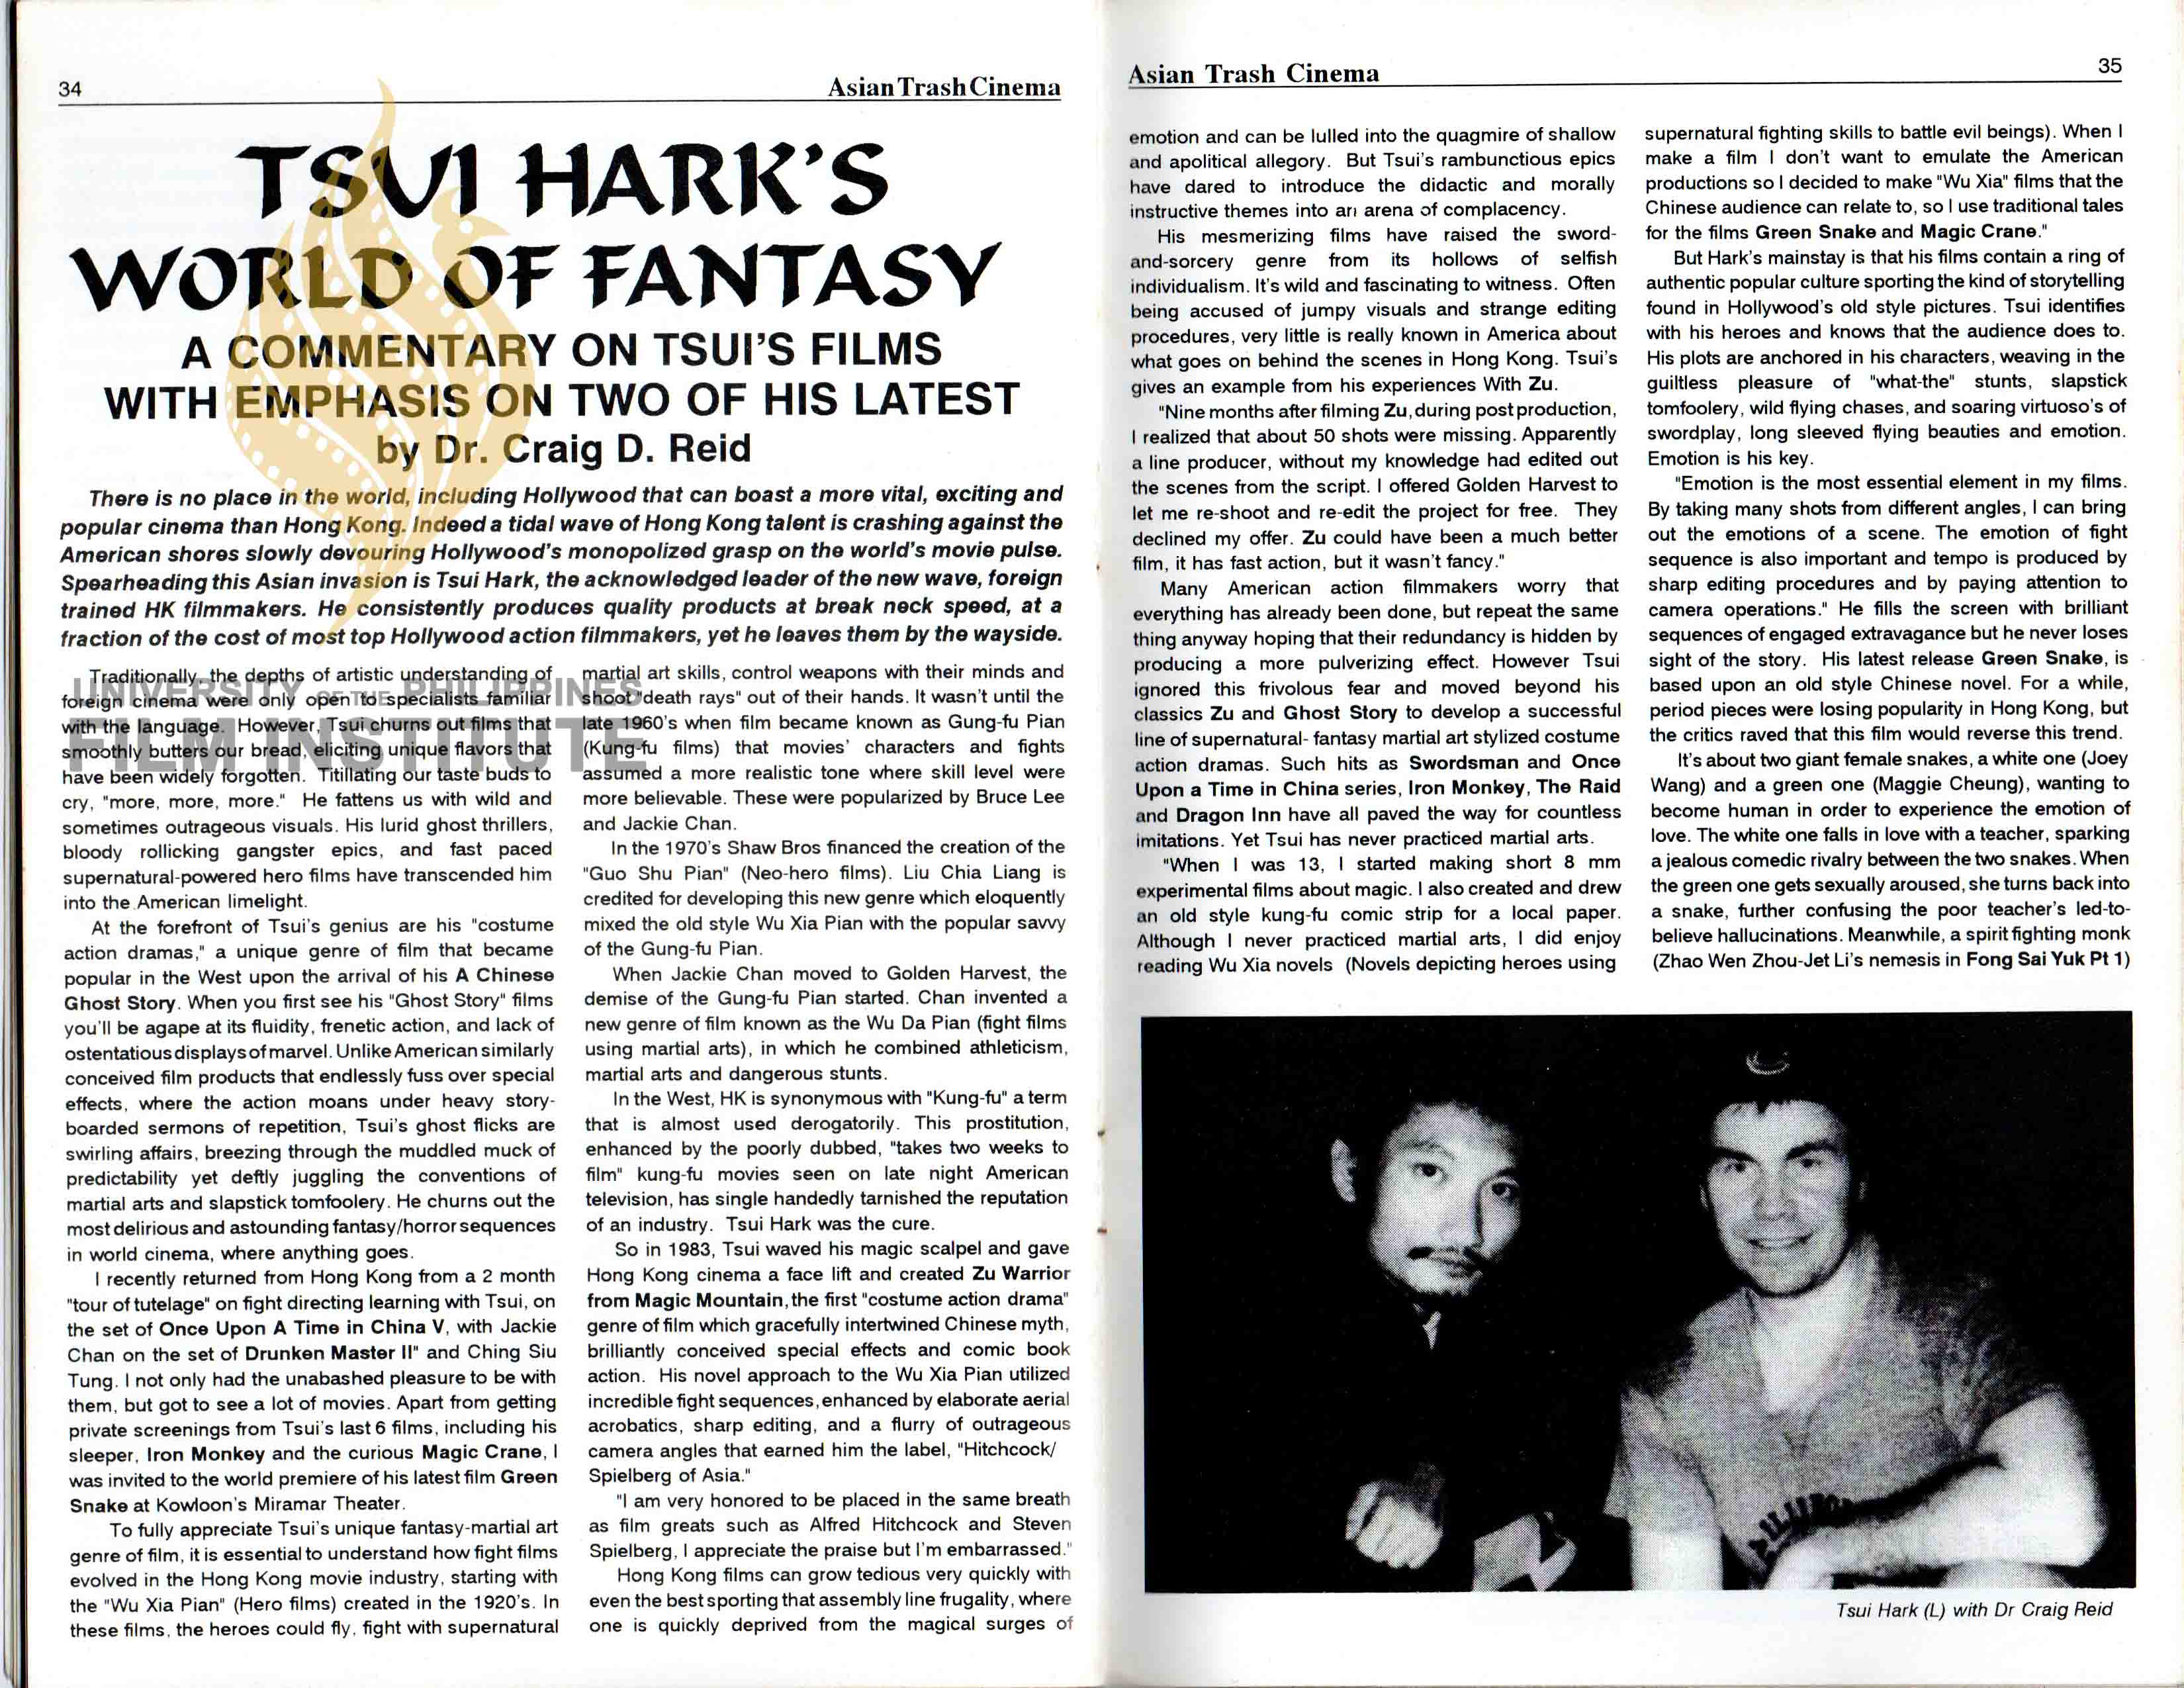 34
Asian Trash Cinema
TSUI HARK'S
WORLD OF FANTASY
A COMMENTARY ON TSUI'S FILMS
WITH EMPHASIS ON TWO OF HIS LATEST
by Dr. Craig D. Reid
There is no place in the world, including Hollywood that can boast a more vital, exciting and
popular cinema than Hong Kong. Indeed a tidal wave of Hong Kong talent is crashing against the
American shores slowly devouring Hollywood's monopolized grasp on the world's movie pulse.
Spearheading this Asian invasion is Tsui Hark, the acknowledged leader of the new wave, foreign
trained HK filmmakers. He consistently produces quality products at break neck speed, at a
fraction of the cost of most top Hollywood action filmmakers, yet he leaves them by the wayside.
Traditionally, the depths of artistic understanding of
foreign cinema were only open to specialists familiar
with the language. However, Tsui churns out films that
smoothly butters our bread, eliciting unique flavors that
have been widely forgotten. Titillating our taste buds to
cry, "more, more, more." He fattens us with wild and
sometimes outrageous visuals. His lurid ghost thrillers,
bloody rollicking gangster epics, and fast paced
supernatural-powered hero films have transcended him
into the American limelight.
At the forefront of Tsui's genius are his "costume
action dramas," a unique genre of film that became
popular in the West upon the arrival of his A Chinese
Ghost Story. When you first see his "Ghost Story" films
you'll be agape at its fluidity, frenetic action, and lack of
ostentatious displays of marvel. Unlike American similarly
conceived film products that endlessly fuss over special
effects, where the action moans under heavy story-
boarded sermons of repetition, Tsui's ghost flicks are
swirling affairs, breezing through the muddled muck of
predictability yet deftly juggling the conventions of
martial arts and slapstick tomfoolery. He churns out the
most delirious and astounding fantasy/horror sequences
in world cinema, where anything goes.
I recently returned from Hong Kong from a 2 month
"tour of tutelage" on fight directing learning with Tsui, on
the set of Once Upon A Time in China V, with Jackie
Chan on the set of Drunken Master II" and Ching Siu
Tung. I not only had the unabashed pleasure to be with
them, but got to see a lot of movies. Apart from getting
private screenings from Tsui's last 6 films, including his
sleeper, Iron Monkey and the curious Magic Crane, I
was invited to the world premiere of his latest film Green
Snake at Kowloon's Miramar Theater.
To fully appreciate Tsui's unique fantasy-martial art
genre of film, it is essential to understand how fight films
evolved in the Hong Kong movie industry, starting with
the "Wu Xia Pian" (Hero films) created in the 1920's. In
these films, the heroes could fly, fight with supernatural
martial art skills, control weapons with their minds and
shoot "death rays" out of their hands. It wasn't until the
late 1960's when film became known as Gung-fu Pian
(Kung-fu films) that movies' characters and fights
assumed a more realistic tone where skill level were
more believable. These were popularized by Bruce Lee
and Jackie Chan.
In the 1970's Shaw Bros financed the creation of the
"Guo Shu Pian" (Neo-hero films). Liu Chia Liang is
credited for developing this new genre which eloquently
mixed the old style Wu Xia Pian with the popular savvy
of the Gung-fu Pian.
When Jackie Chan moved to Golden Harvest, the
demise of the Gung-fu Pian started. Chan invented a
new genre of film known as the Wu Da Pian (fight films
using martial arts), in which he combined athleticism,
martial arts and dangerous stunts.
In the West, HK is synonymous with "Kung-fu" a term
that is almost used derogatorily. This prostitution,
enhanced by the poorly dubbed, "takes two weeks to
film" kung-fu movies seen on late night American
television, has single handedly tarnished the reputation
of an industry. Tsui Hark was the cure.
So in 1983, Tsui waved his magic scalpel and gave
Hong Kong cinema a face lift and created Zu Warrior
from Magic Mountain, the first "costume action drama"
genre of film which gracefully intertwined Chinese myth,
brilliantly conceived special effects and comic book
action. His novel approach to the Wu Xia Pian utilized
incredible fight sequences, enhanced by elaborate aerial
acrobatics, sharp editing, and a flurry of outrageous
camera angles that earned him the label, "Hitchcock/
Spielberg of Asia."
"I am very honored to be placed in the same breath
as film greats such as Alfred Hitchcock and Steven
Spielberg, I appreciate the praise but I'm embarrassed."
Hong Kong films can grow tedious very quickly with
even the best sporting that assembly line frugality, where
one is quickly deprived from the magical surges of
UNIVERSITY OF THE PHILIPPINES
FILM INSTITUTE
Asian Trash Cinema
35
emotion and can be lulled into the quagmire of shallow
and apolitical allegory. But Tsui's rambunctious epics
have dared to introduce the didactic and morally
instructive themes into an arena of complacency.
His mesmerizing films have raised the sword-
and-sorcery genre from its hollows of selfish
individualism. It's wild and fascinating to witness. Often
being accused of jumpy visuals and strange editing
procedures, very little is really known in America about
what goes on behind the scenes in Hong Kong. Tsui's
gives an example from his experiences With Zu.
"Nine months after filming Zu, during post production,
I realized that about 50 shots were missing. Apparently
a line producer, without my knowledge had edited out
the scenes from the script. I offered Golden Harvest to
let me re-shoot and re-edit the project for free. They
declined my offer. Zu could have been a much better
film, it has fast action, but it wasn't fancy."
Many American action filmmakers worry that
everything has already been done, but repeat the same
thing anyway hoping that their redundancy is hidden by
producing a more pulverizing effect. However Tsui
ignored this frivolous fear and moved beyond his
classics Zu and Ghost Story to develop a successful
line of supernatural- fantasy martial art stylized costume
action dramas. Such hits as Swordsman and Once
Upon a Time in China series, Iron Monkey, The Raid
and Dragon Inn have all paved the way for countless
imitations. Yet Tsui has never practiced martial arts.
"When I was 13, I started making short 8 mm
experimental films about magic. I also created and drew
an old style kung-fu comic strip for a local paper.
Although I never practiced martial arts, I did enjoy
reading Wu Xia novels (Novels depicting heroes using
supernatural fighting skills to battle evil beings). When I
make a film I don't want to emulate the American
productions so I decided to make "Wu Xia" films that the
Chinese audience can relate to, so I use traditional tales
for the films Green Snake and Magic Crane."
But Hark's mainstay is that his films contain a ring of
authentic popular culture sporting the kind of storytelling
found in Hollywood's old style pictures. Tsui identifies
with his heroes and knows that the audience does to.
His plots are anchored in his characters, weaving in the
guiltless pleasure of "what-the" stunts, slapstick
tomfoolery, wild flying chases, and soaring virtuoso's of
swordplay, long sleeved flying beauties and emotion.
Emotion is his key.
"Emotion is the most essential element in my films.
By taking many shots from different angles, I can bring
out the emotions of a scene. The emotion of fight
sequence is also important and tempo is produced by
sharp editing procedures and by paying attention to
camera operations." He fills the screen with brilliant
sequences of engaged extravagance but he never loses
sight of the story. His latest release Green Snake, is
based upon an old style Chinese novel. For a while,
period pieces were losing popularity in Hong Kong, but
the critics raved that this film would reverse this trend.
It's about two giant female snakes, a white one (Joey
Wang) and a green one (Maggie Cheung), wanting to
become human in order to experience the emotion of
love. The white one falls in love with a teacher, sparking
a jealous comedic rivalry between the two snakes. When
the green one gets sexually aroused, she turns back into
a snake, further confusing the poor teacher's led-to-
believe hallucinations. Meanwhile, a spirit fighting monk
(Zhao Wen Zhou-Jet Li's nemesis in Fong Sai Yuk Pt 1)
Tsui Hark (L) with Dr Craig Reid